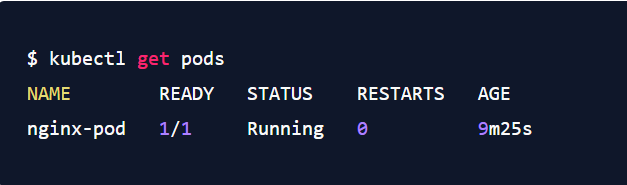 $ kubectl get pods
NAME READY STATUS RESTARTS AGE
nginx-pod 1/1 Running 0 9m25s